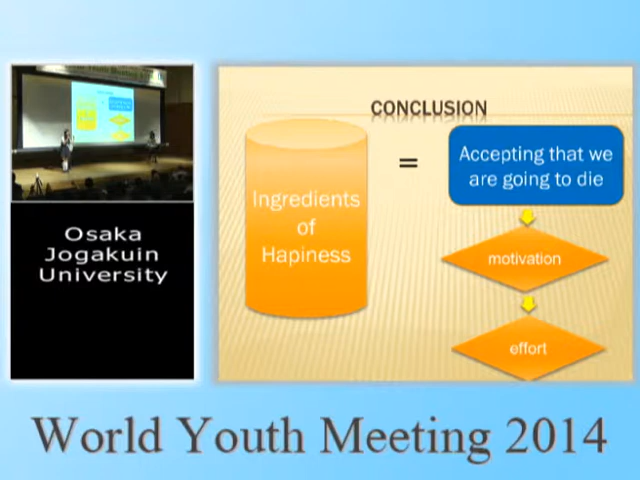 CONCLUSION
Ingredients
of
Hapiness
=
Accepting that we
are going to die
motivation
effort
Osaka
Jogakuin
University
World Youth Meeting 2014